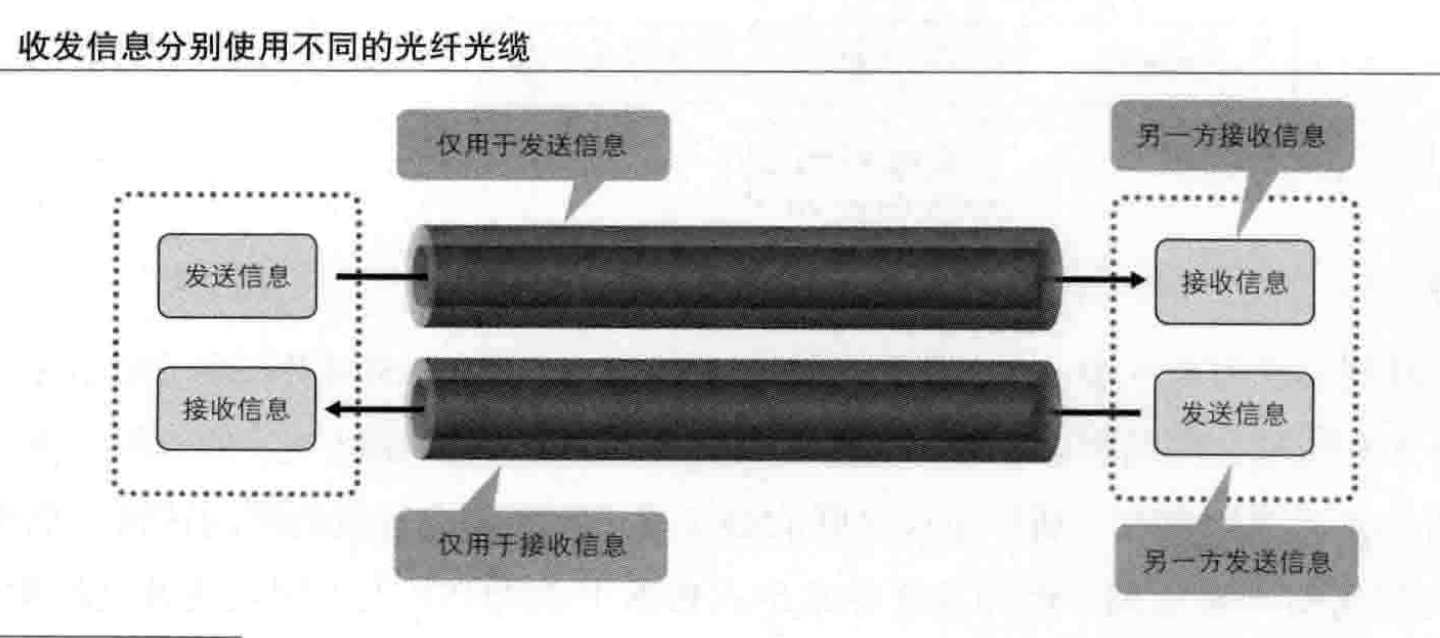 收发信息分别使用不同的光纤光缆
仅用于发送信息
另一方接收信息
发送信息
接收信息
接收信息
发送信息
仅用于接收信息
另一方发送信息